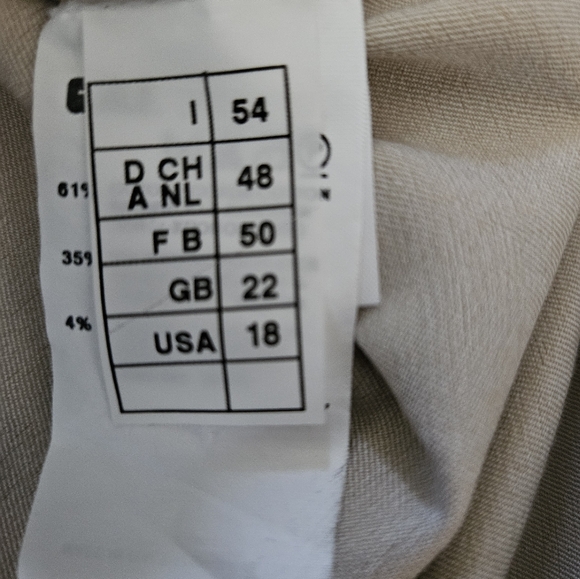 I 54
D CH
A NL 48
F B 50
GB 22
USA 18
61%
35%
4%